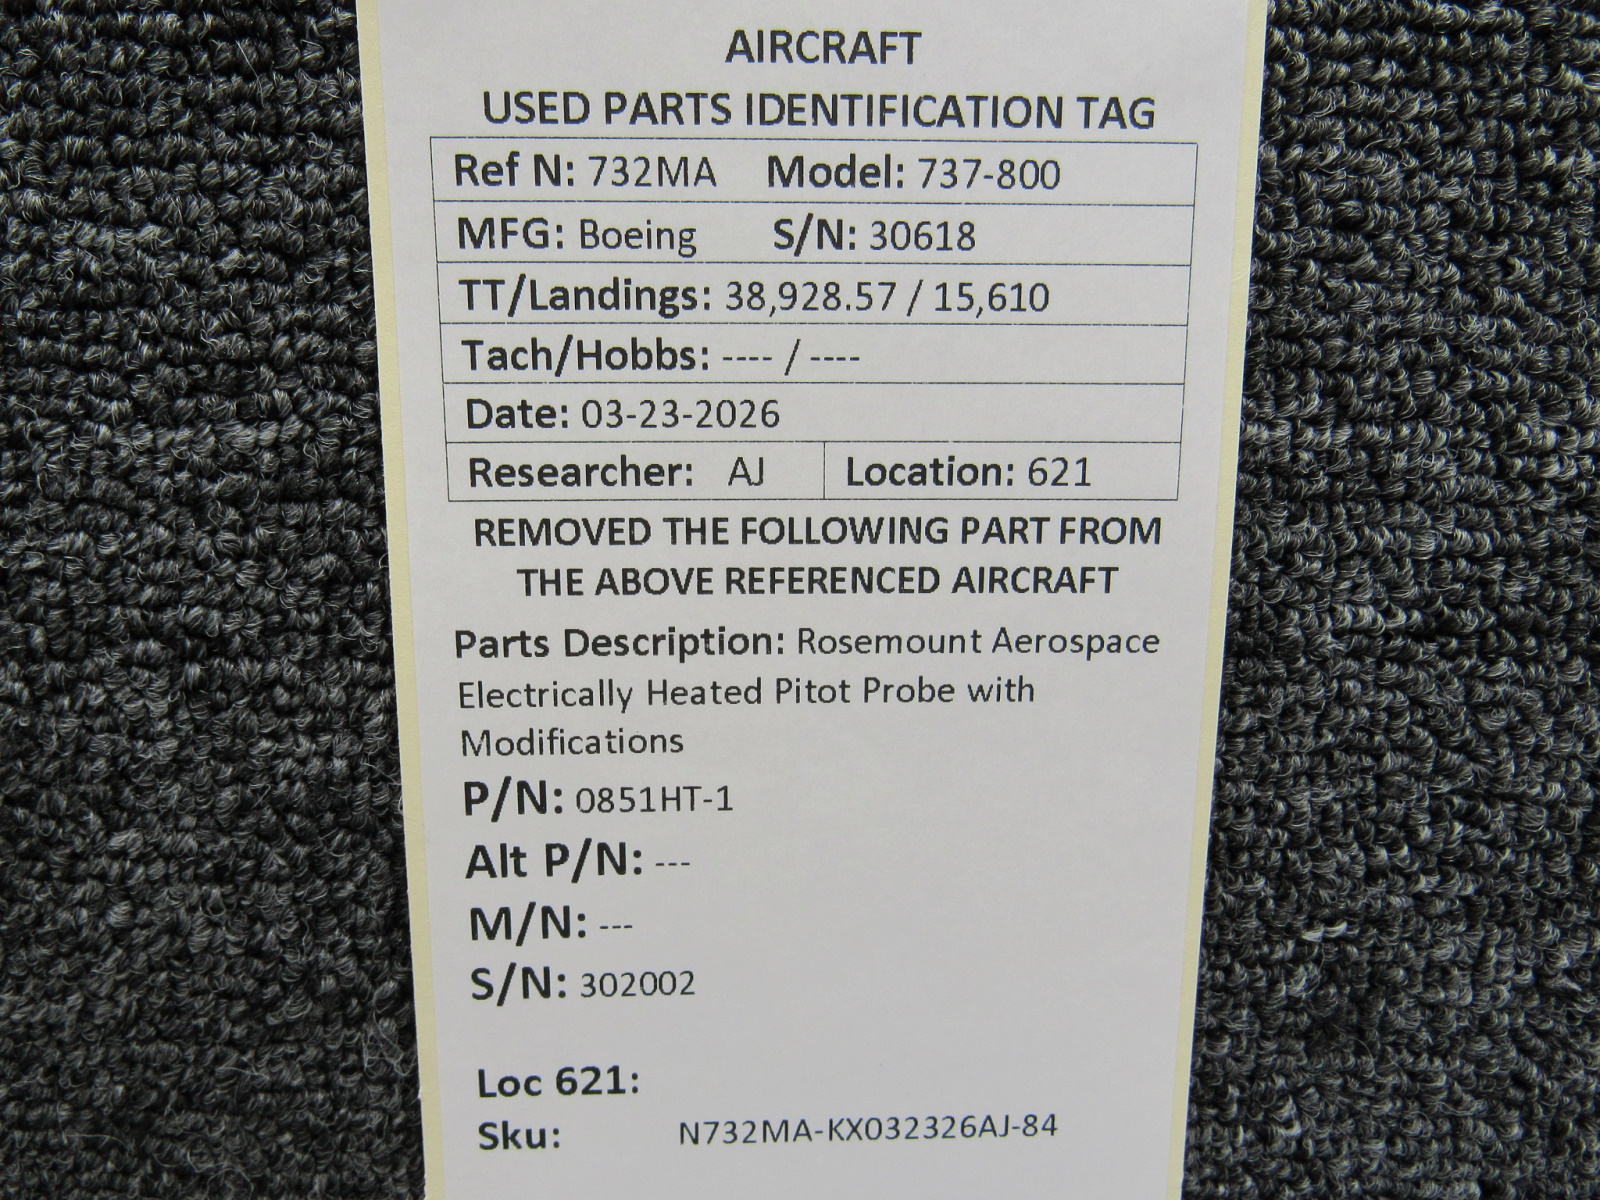 AIRCRAFT
USED PARTS IDENTIFICATION TAG
Ref N: 732MA Model: 737-800
MFG: Boeing S/N: 30618
TT/Landings: 38,928.57 / 15,610
Tach/Hobbs: ---- / ----
Date: 03-23-2026
Researcher: AJ Location: 621
REMOVED THE FOLLOWING PART FROM
THE ABOVE REFERENCED AIRCRAFT
Parts Description: Rosemount Aerospace
Electrically Heated Pitot Probe with
Modifications
P/N: 0851HT-1
Alt P/N: ---
M/N: ---
S/N: 302002
Loc 621:
Sku: N732MA-KX032326AJ-84